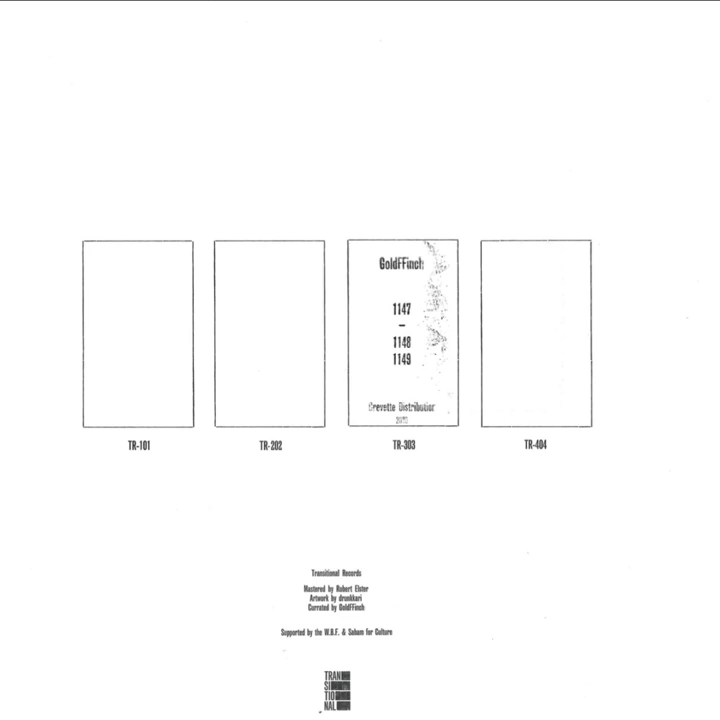 GoldFFinch
1147
–
1148
1149
Crevette Distribution
TR-101
TR-202
TR-303
TR-404
Transitional Records
Mastered by Robert Elster
Artwork by drunkkari
Currated by GoldFFinch
Supported by the W.B.F. & Saham for Culture
TRAN
SI
TIO
NAL